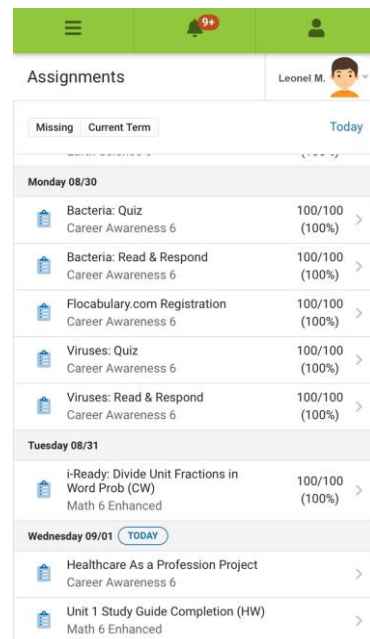 9+
Assignments
Leonel M.
Missing Current Term Today
Monday 08/30
Bacteria: Quiz 100/100
Career Awareness 6 (100%)
Bacteria: Read & Respond 100/100
Career Awareness 6 (100%)
Flocabulary.com Registration 100/100
Career Awareness 6 (100%)
Viruses: Quiz 100/100
Career Awareness 6 (100%)
Viruses: Read & Respond 100/100
Career Awareness 6 (100%)
Tuesday 08/31
i-Ready: Divide Unit Fractions in
Word Prob (CW) 100/100
Math 6 Enhanced (100%)
Wednesday 09/01 TODAY
Healthcare As a Profession Project
Career Awareness 6
Unit 1 Study Guide Completion (HW)
Math 6 Enhanced